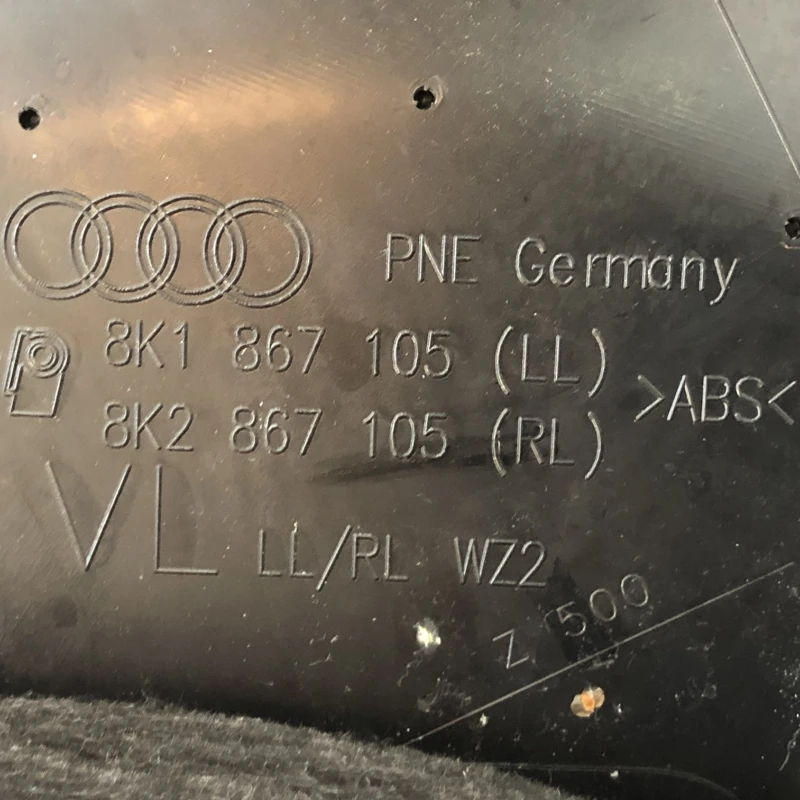 PNE Germany
8K1 867 105 (LL)
8K2 867 105 (RL)
>ABS<
VL LL/RL WZ2
Z 500